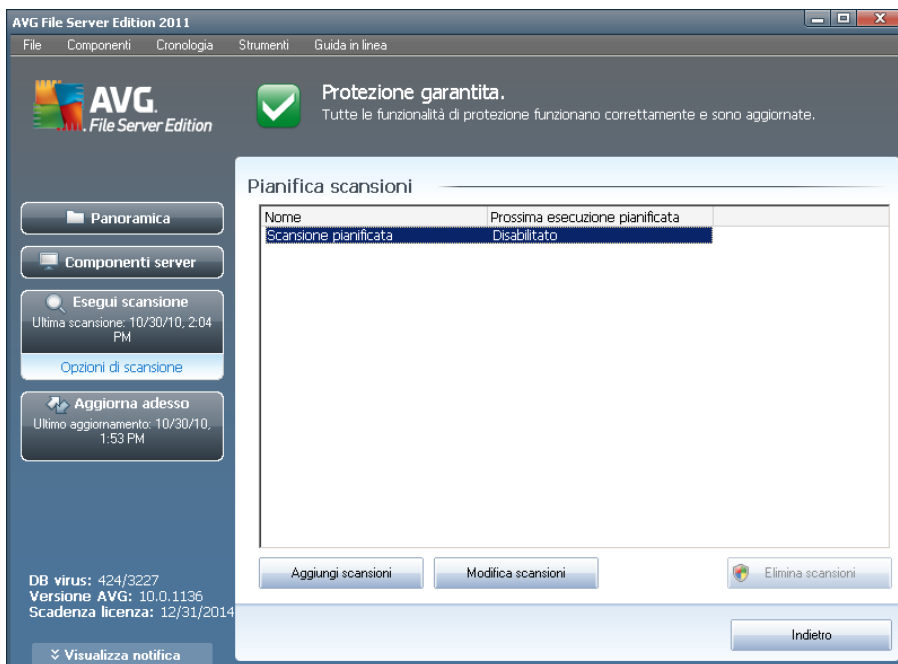 AVG File Server Edition 2011
File Componenti Cronologia Strumenti Guida in linea
AVG.
File Server Edition
Protezione garantita.
Tutte le funzionalità di protezione funzionano correttamente e sono aggiornate.
Panoramica
Componenti server
Esegui scansione
Ultima scansione: 10/30/10, 2:04
PM
Opzioni di scansione
Aggiorna adesso
Ultimo aggiornamento: 10/30/10,
1:53 PM
DB virus: 424/3227
Versione AVG: 10.0.1136
Scadenza licenza: 12/31/2014
Visualizza notifica
Pianifica scansioni
Nome Prossima esecuzione pianificata
Scansione pianificata Disabilitato
Aggiungi scansioni Modifica scansioni Elimina scansioni
Indietro